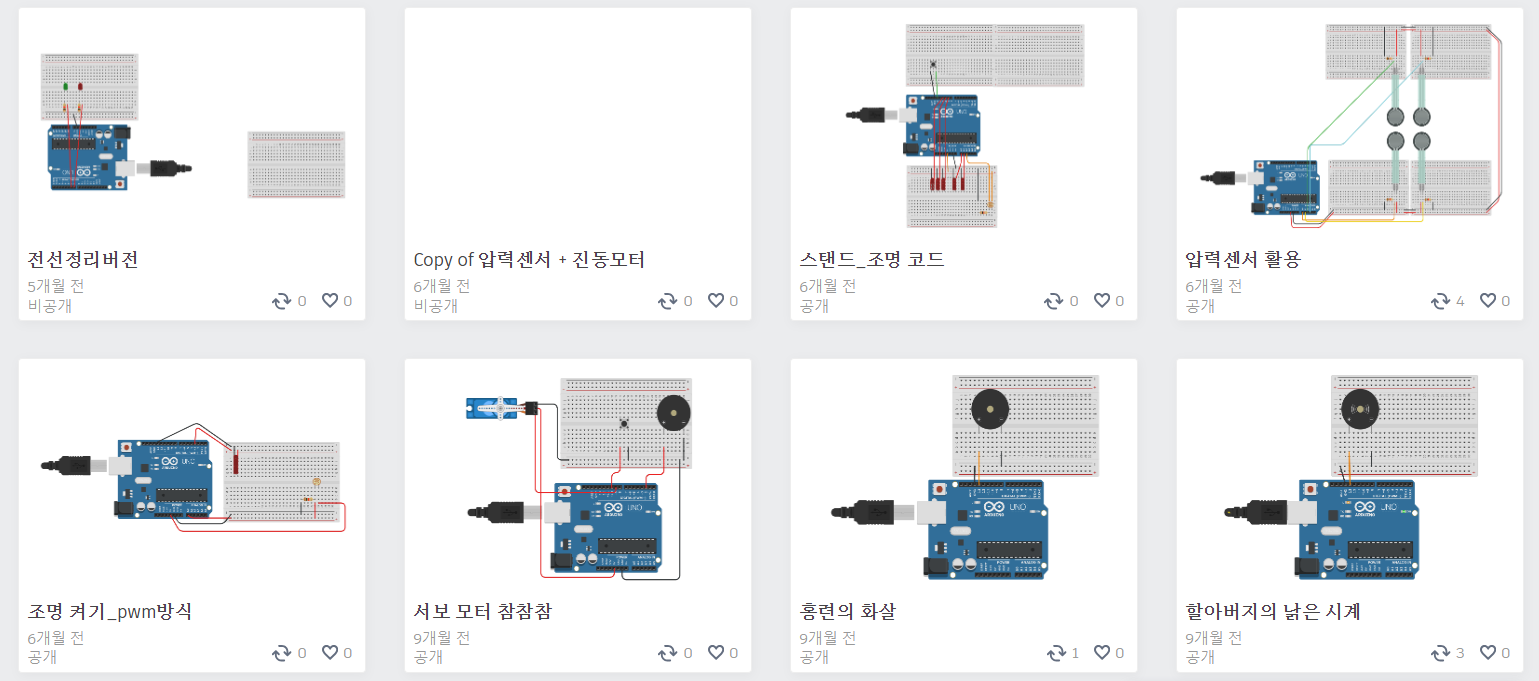 전선정리버전
5개월 전
비공개
0 0
Copy of 압력센서 + 진동모터
6개월 전
비공개
0 0
스탠드_조명 코드
6개월 전
공개
0 0
압력센서 활용
6개월 전
공개
4 0
조명 켜기_pwm방식
6개월 전
공개
0 0
서보 모터 참참참
9개월 전
공개
0 0
홍련의 화살
9개월 전
공개
1 0
할아버지의 낡은 시계
9개월 전
공개
3 0